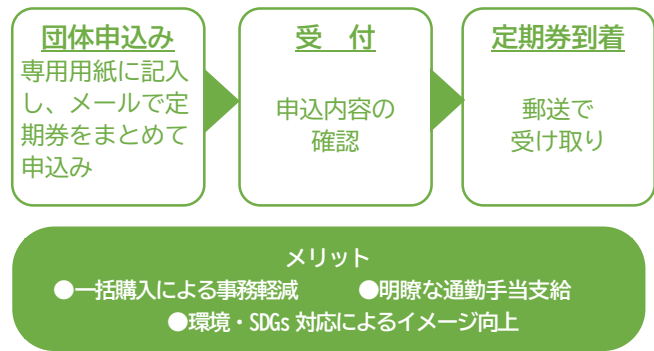 団体申込み
専用用紙に記入
し、メールで定
期券をまとめて
申込み
受　付
申込内容の
確認
定期券到着
郵送で
受け取り
メリット
●一括購入による事務軽減　　●明瞭な通勤手当支給
●環境・SDGs 対応によるイメージ向上